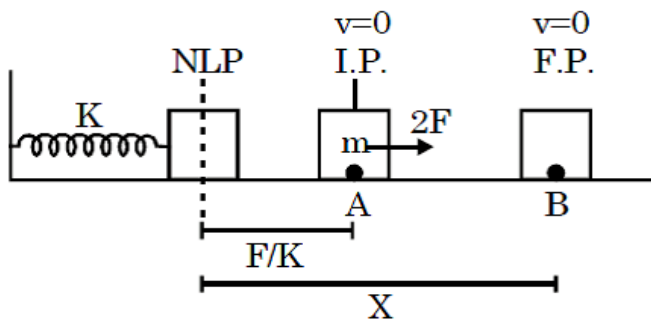 v=0 v=0
NLP I.P. F.P.
K
m 2F
A B
F/K
X